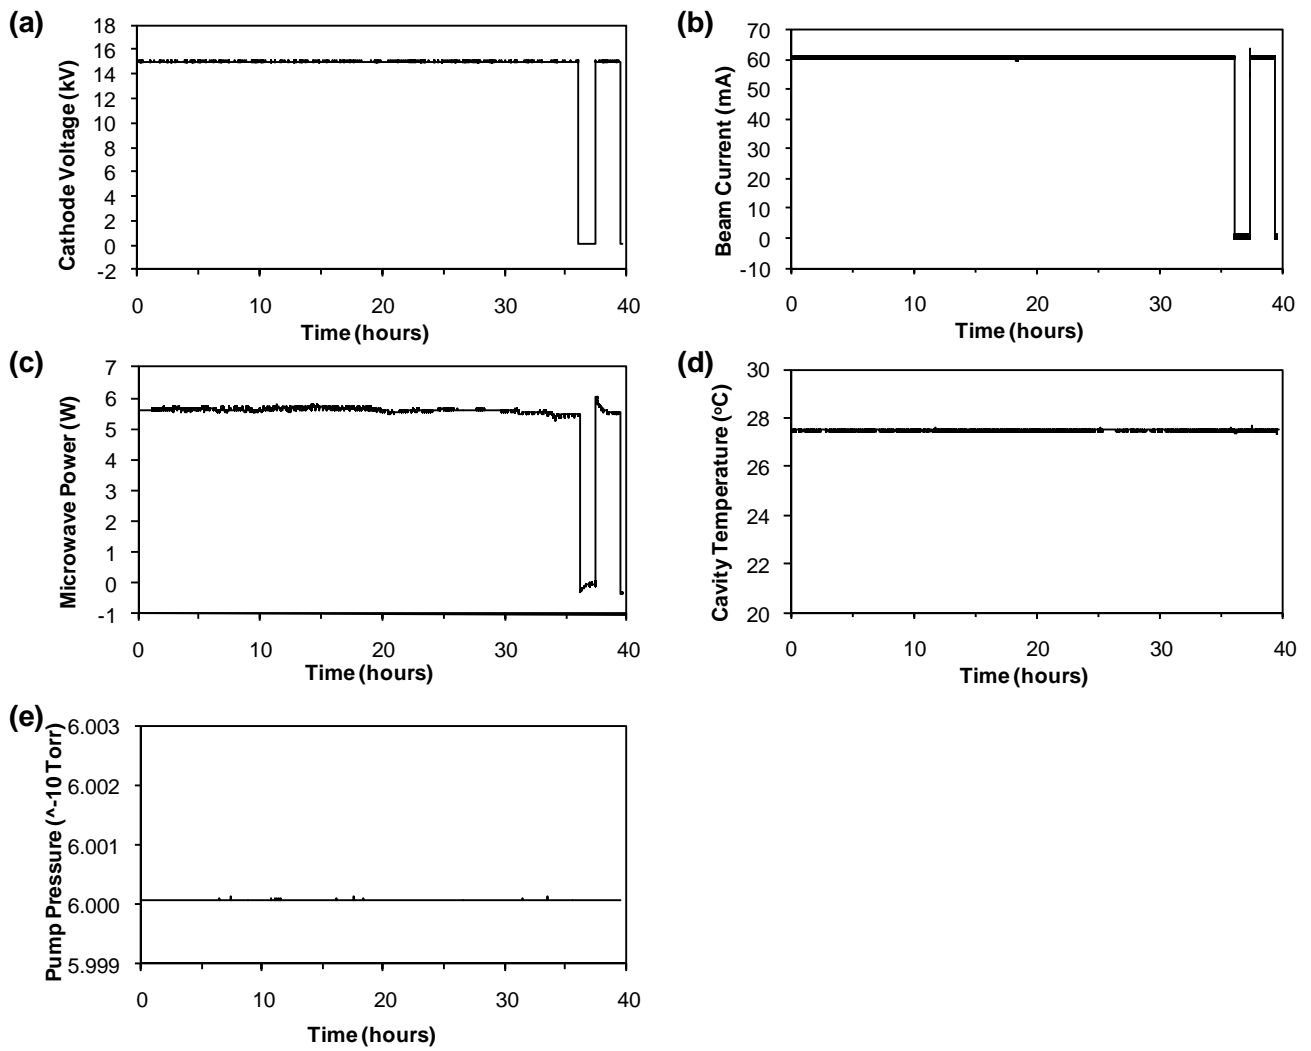 (a)
18
16
14
12
10
8
6
4
2
0
-2
Cathode Voltage (kV)
0 10 20 30 40
Time (hours)
(b)
70
60
50
40
30
20
10
0
-10
Beam Current (mA)
0 10 20 30 40
Time (hours)
(c)
7
6
5
4
3
2
1
0
-1
Microwave Power (W)
0 10 20 30 40
Time (hours)
(d)
30
28
26
24
22
20
Cavity Temperature (ºC)
0 10 20 30 40
Time (hours)
(e)
6.003
6.002
6.001
6.000
5.999
Pump Pressure (^-10 Torr)
0 10 20 30 40
Time (hours)